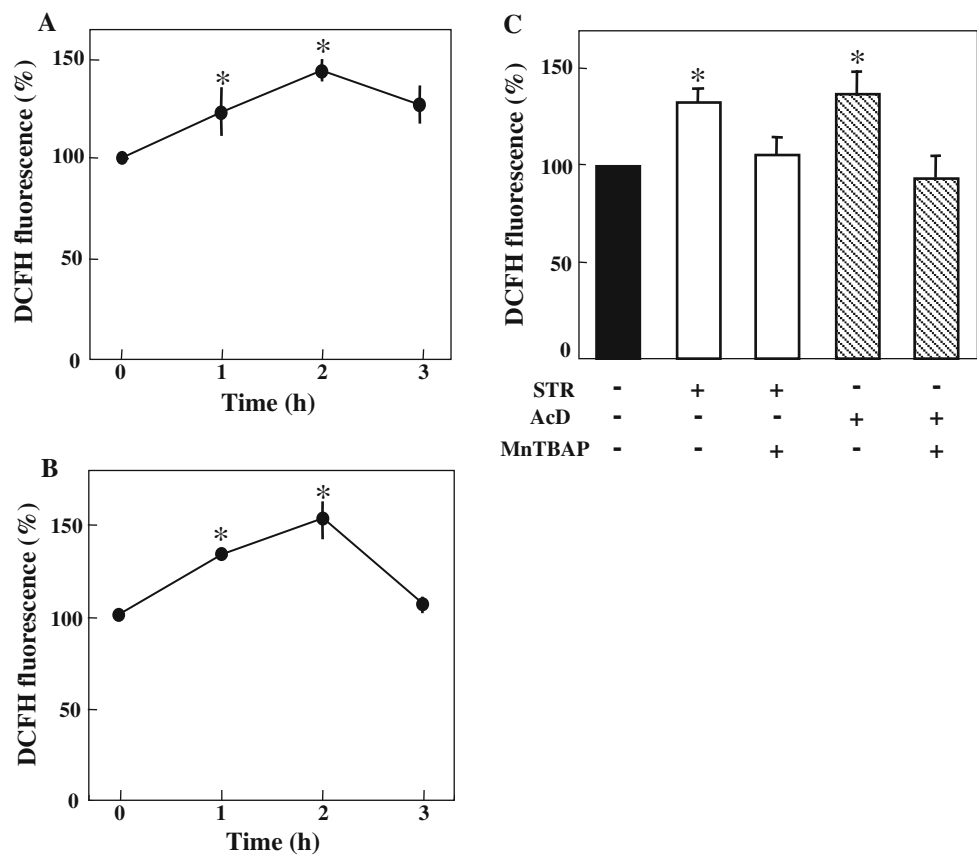 A
DCFH fluorescence (%)
150
100
50
0
*
*
0 1 2 3
Time (h)
B
DCFH fluorescence (%)
150
100
50
0
*
*
0 1 2 3
Time (h)
C
DCFH fluorescence (%)
150
100
50
0
*
*
STR - + + - -
AcD - - - + +
MnTBAP - - + - +